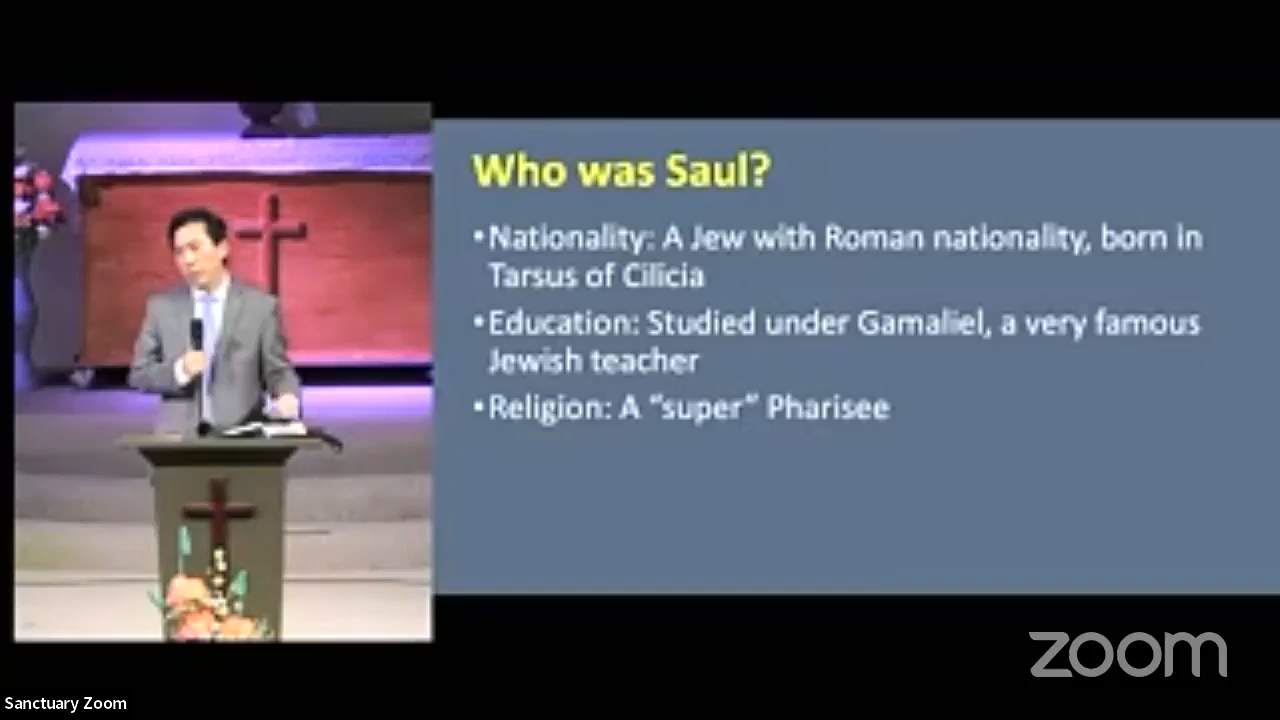 Who was Saul?
•Nationality: A Jew with Roman nationality, born in
Tarsus of Cilicia
•Education: Studied under Gamaliel, a very famous
Jewish teacher
•Religion: A “super” Pharisee
zoom
Sanctuary Zoom